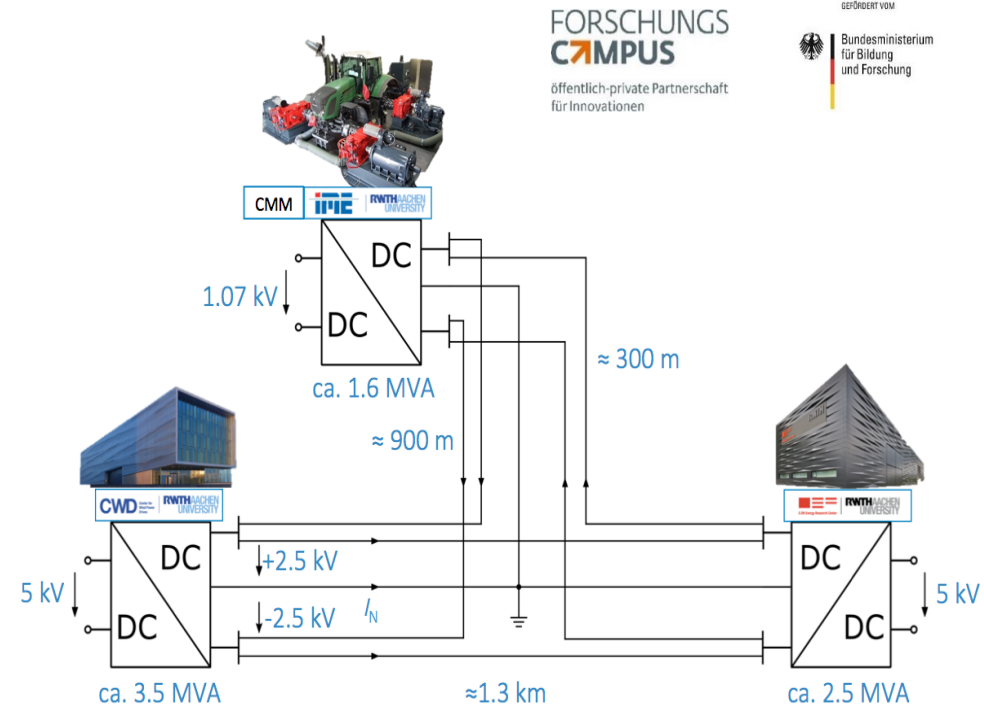 GEFÖRDERT VOM
FORSCHUNGS
CAMPUS
öffentlich-private Partnerschaft
für Innovationen
Bundesministerium
für Bildung
und Forschung
CMM
iME
RWTH AACHEN
UNIVERSITY
DC
1.07 kV
DC
≈ 300 m
ca. 1.6 MVA
≈ 900 m
CWD
RWTH AACHEN
UNIVERSITY
RWTH AACHEN
UNIVERSITY
DC
+2.5 kV
DC
5 kV
-2.5 kV
I_N
5 kV
DC
DC
ca. 3.5 MVA
≈1.3 km
ca. 2.5 MVA